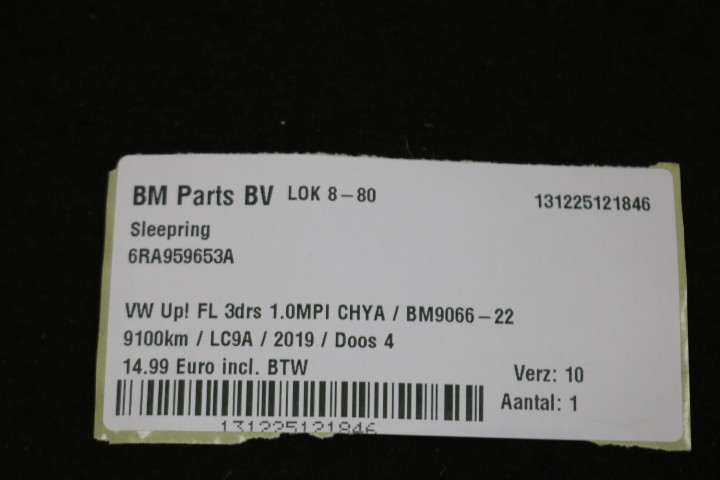 BM Parts BV LOK 8-80 131225121846
Sleepring
6RA959653A
VW Up! FL 3drs 1.0MPI CHYA / BM9066-22
9100km / LC9A / 2019 / Doos 4
14.99 Euro incl. BTW
Verz: 10
Aantal: 1
131225121846